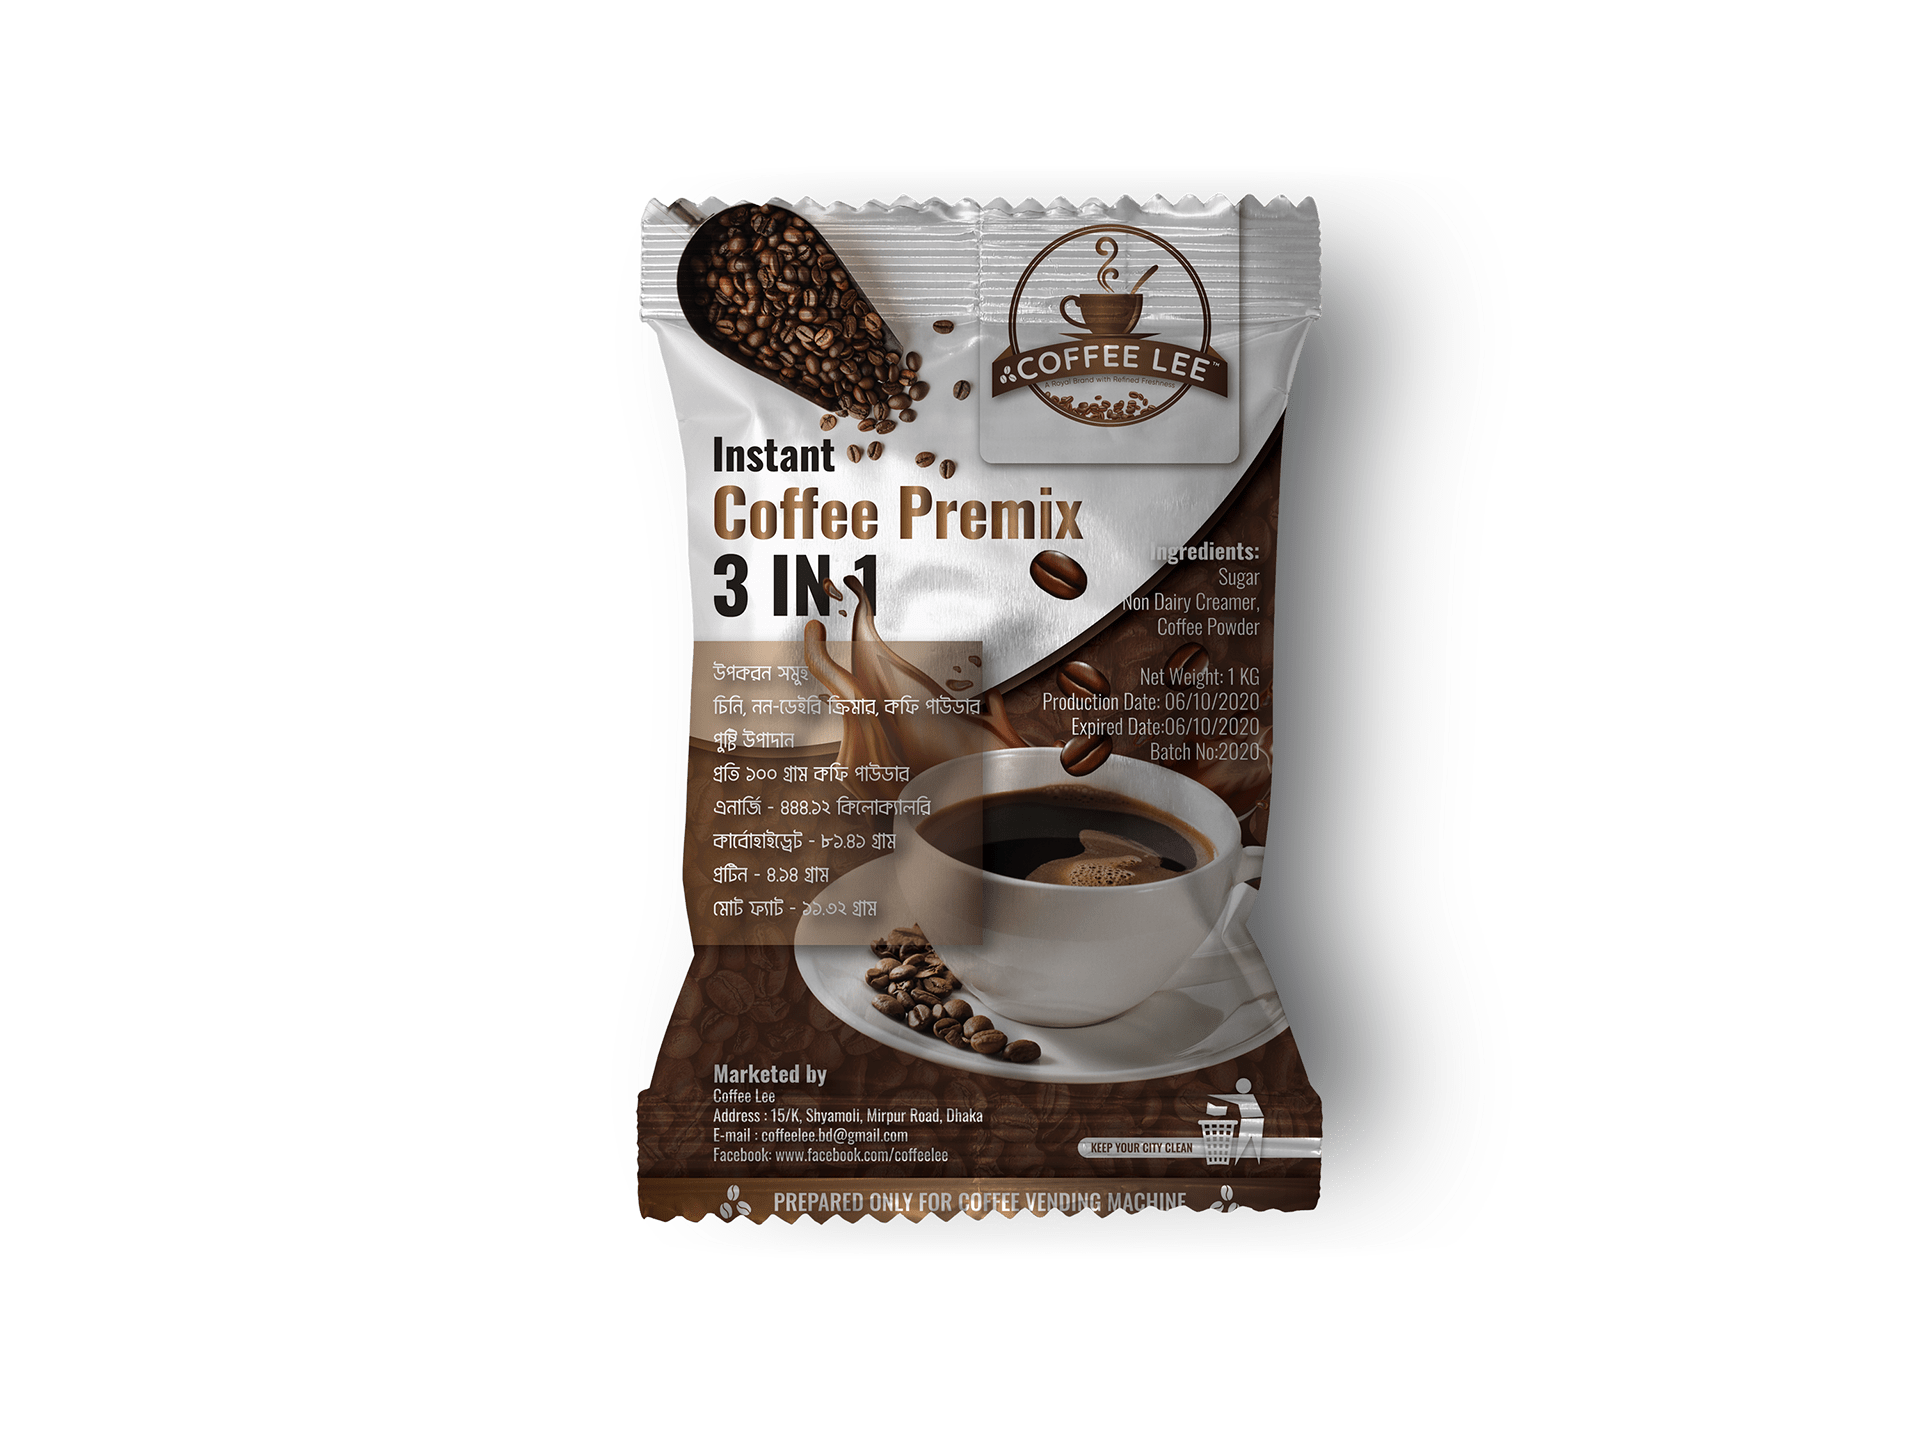 COFFEE LEE™
A Royal Brand with Refined Freshness
Instant
Coffee Premix
3 IN 1
Ingredients:
Sugar
Non Dairy Creamer,
Coffee Powder
Net Weight: 1 KG
Production Date: 06/10/2020
Expired Date:06/10/2020
Batch No:2020
উপকরন সমূহ
চিনি, নন-ডেইরি ক্রিমার, কফি পাউডার
পুষ্টি উপাদান
প্রতি ১০০ গ্রাম কফি পাউডার
এনার্জি - ৪৪৪.১২ কিলোক্যালরি
কার্বোহাইড্রেট - ৮১.৪১ গ্রাম
প্রটিন - ৪.১৪ গ্রাম
মোট ফ্যাট - ১১.৩২ গ্রাম
Marketed by
Coffee Lee
Address : 15/K, Shyamoli, Mirpur Road, Dhaka
E-mail : coffeelee.bd@gmail.com
Facebook: www.facebook.com/coffeelee
KEEP YOUR CITY CLEAN
PREPARED ONLY FOR COFFEE VENDING MACHINE